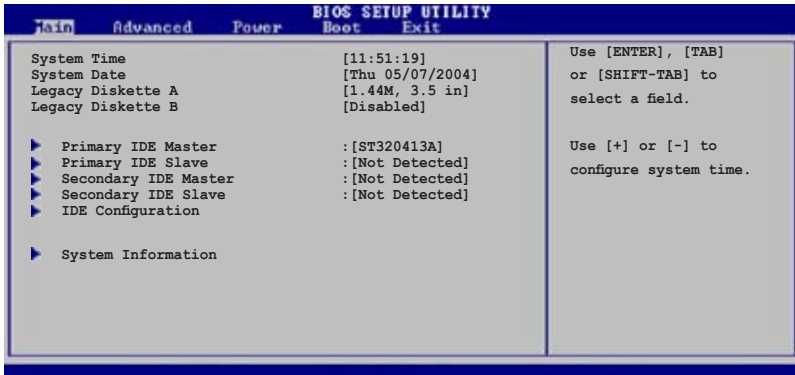 BIOS SETUP UTILITY
Main Advanced Power Boot Exit
System Time [11:51:19]
System Date [Thu 05/07/2004]
Legacy Diskette A [1.44M, 3.5 in]
Legacy Diskette B [Disabled]
Primary IDE Master :[ST320413A]
Primary IDE Slave :[Not Detected]
Secondary IDE Master :[Not Detected]
Secondary IDE Slave :[Not Detected]
IDE Configuration
System Information
Use [ENTER], [TAB]
or [SHIFT-TAB] to
select a field.
Use [+] or [-] to
configure system time.